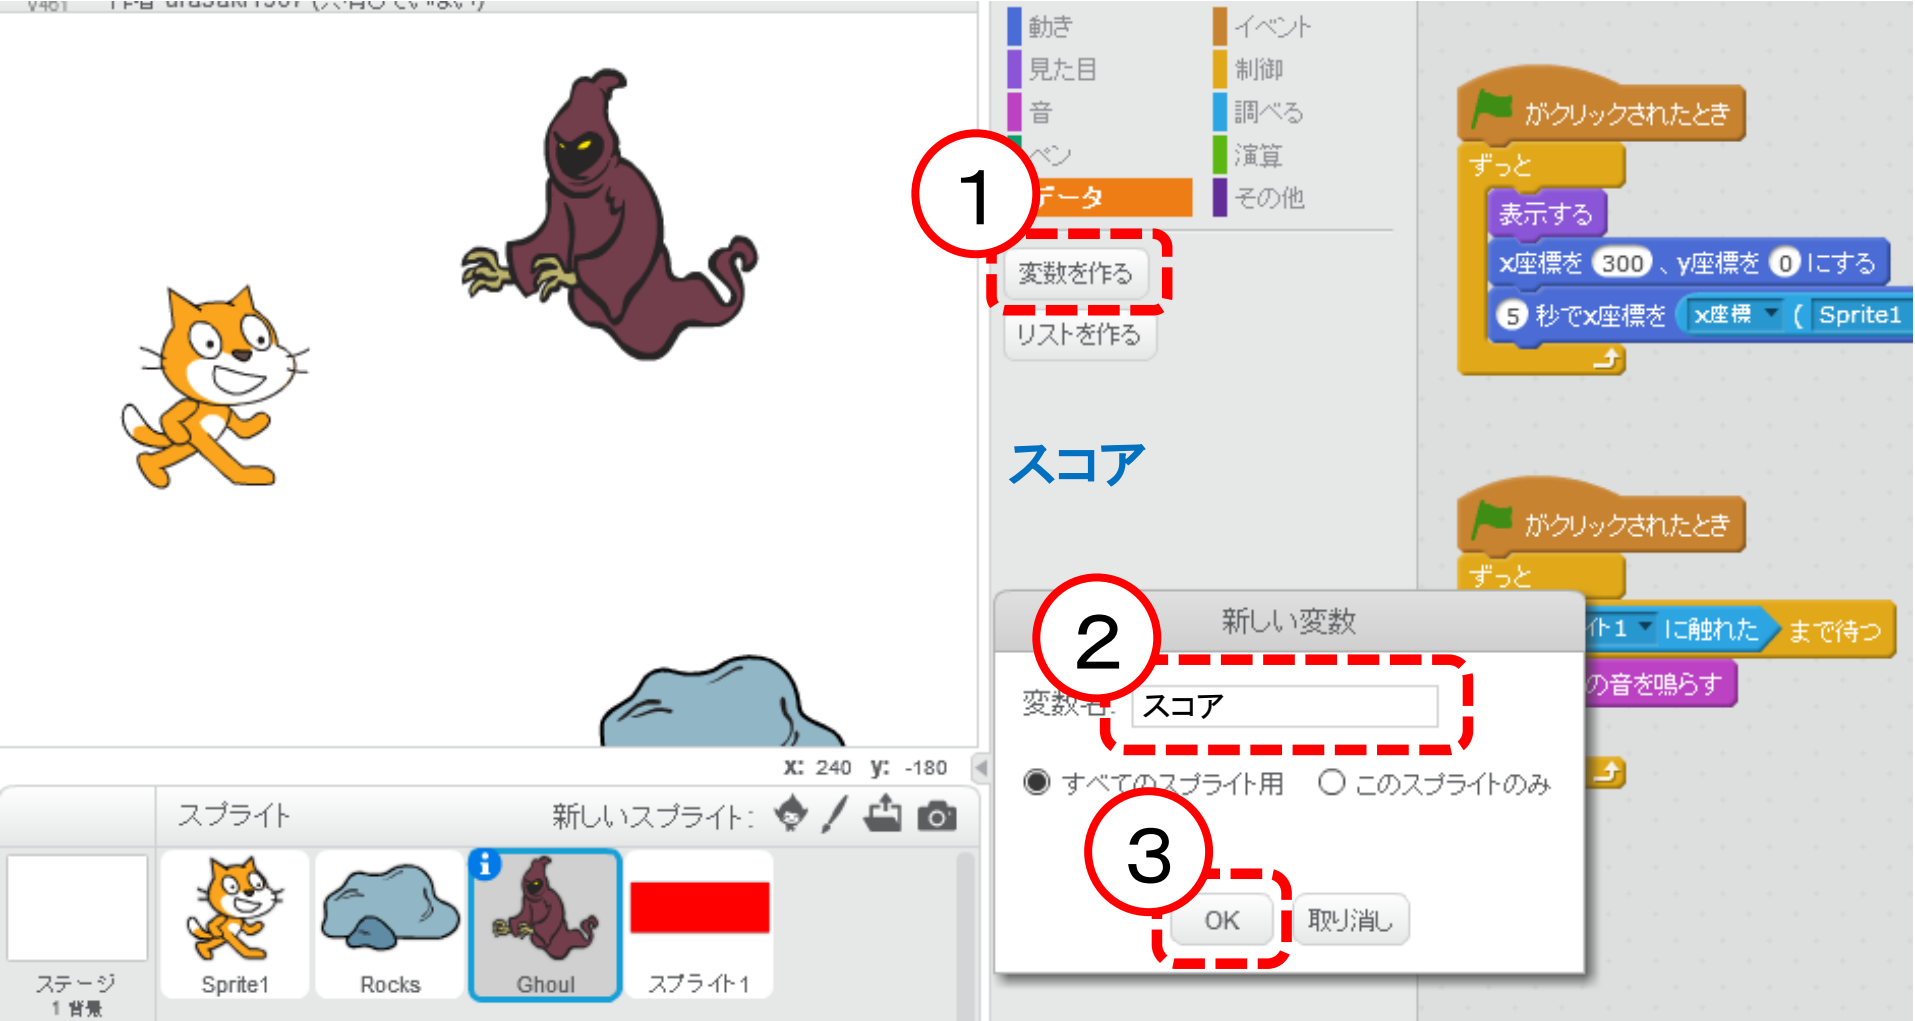 v461
動き
イベント
見た目
制御
音
調べる
ペン
演算
データ
その他
1
変数を作る
リストを作る
スコア
がクリックされたとき
ずっと
表示する
x座標を 300 、y座標を 0 にする
5 秒でx座標を x座標 ( Sprite1
がクリックされたとき
ずっと
に触れた まで待つ
の音を鳴らす
新しい変数
2
変数名:
スコア
すべてのスプライト用 このスプライトのみ
3
OK 取り消し
x: 240 y: -180
スプライト 新しいスプライト:
ステージ
1 背景
Sprite1
Rocks
Ghoul
スプライト1